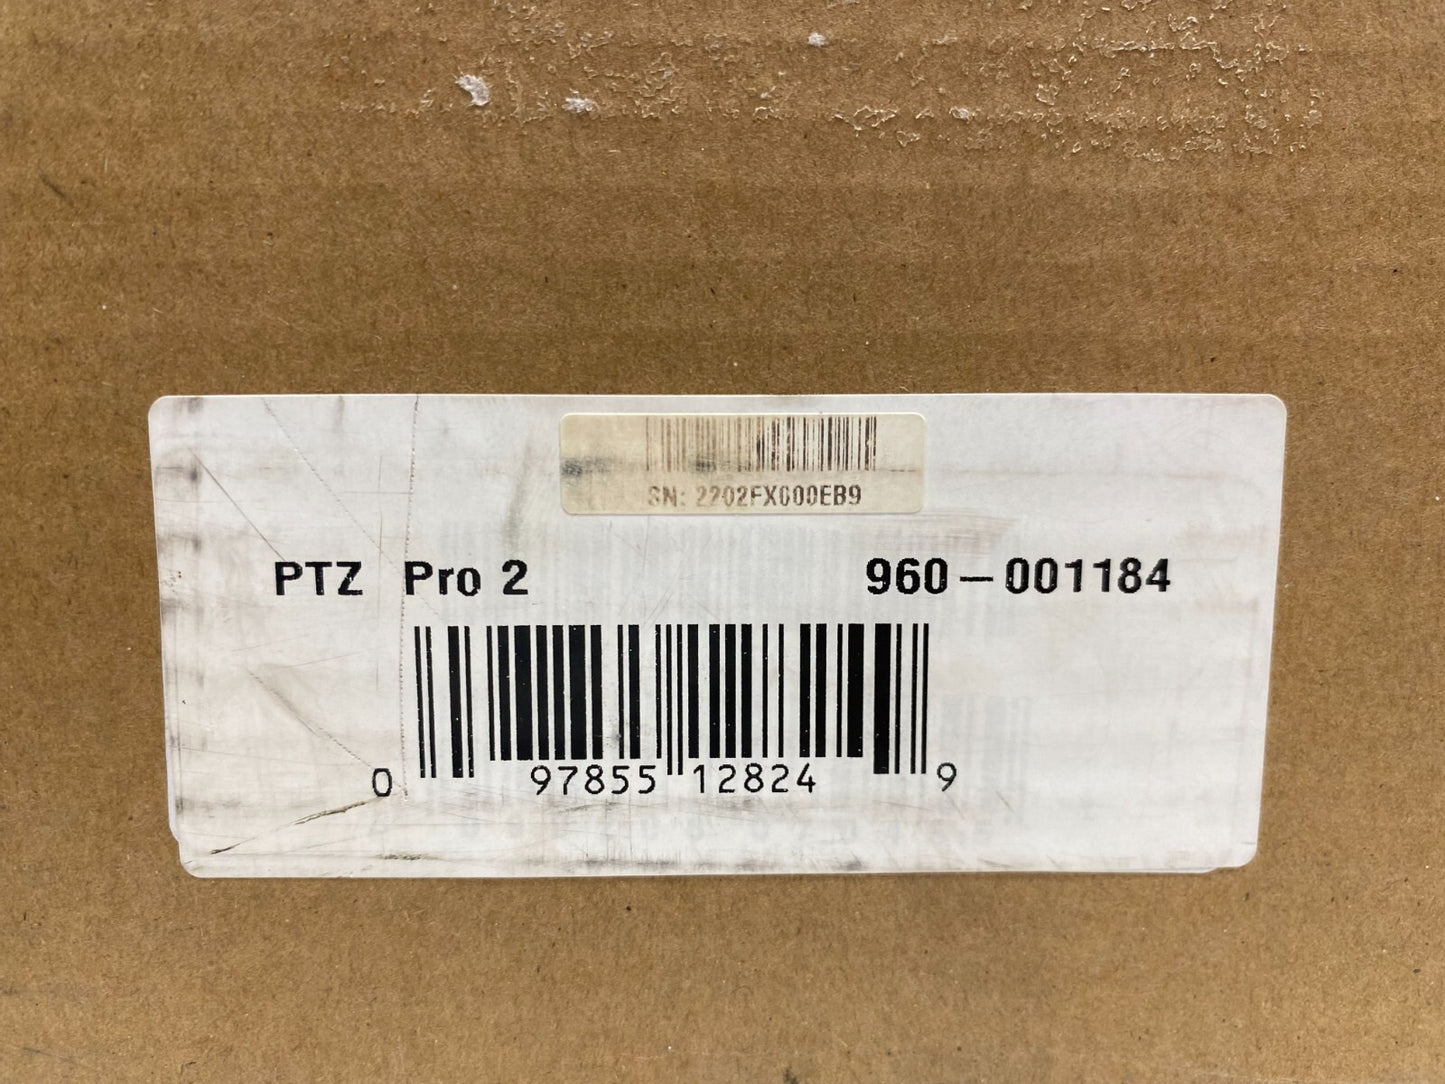 SN: 2202FX000EB9
PTZ Pro 2 960-001184
0 97855 12824 9